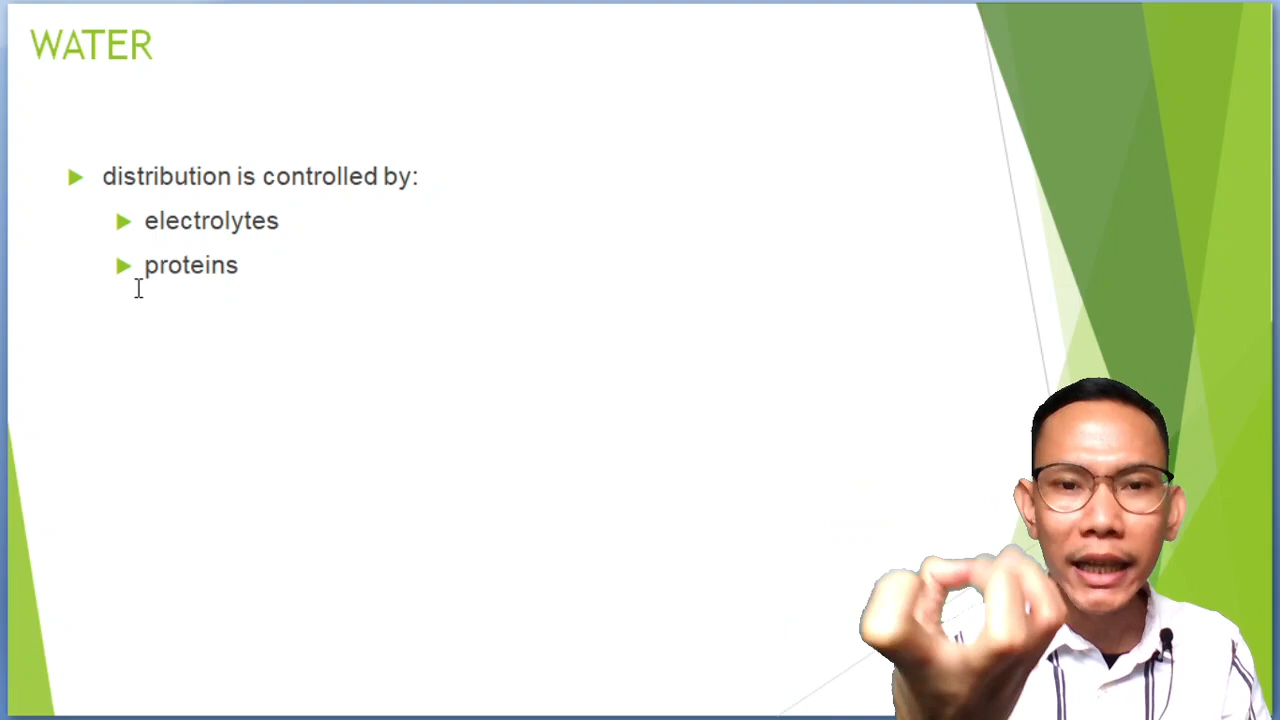 WATER
distribution is controlled by:
electrolytes
proteins